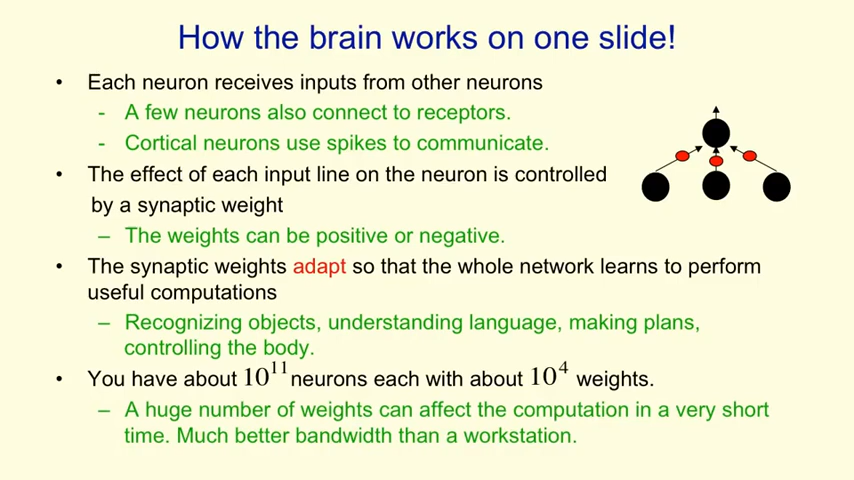 How the brain works on one slide!
• Each neuron receives inputs from other neurons
- A few neurons also connect to receptors.
- Cortical neurons use spikes to communicate.
• The effect of each input line on the neuron is controlled
by a synaptic weight
– The weights can be positive or negative.
• The synaptic weights adapt so that the whole network learns to perform
useful computations
– Recognizing objects, understanding language, making plans,
controlling the body.
• You have about 10¹¹ neurons each with about 10⁴ weights.
– A huge number of weights can affect the computation in a very short
time. Much better bandwidth than a workstation.